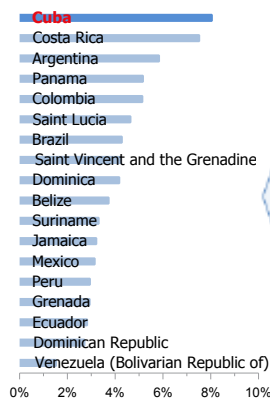 Cuba
Costa Rica
Argentina
Panama
Colombia
Saint Lucia
Brazil
Saint Vincent and the Grenadine
Dominica
Belize
Suriname
Jamaica
Mexico
Peru
Grenada
Ecuador
Dominican Republic
Venezuela (Bolivarian Republic of)
0% 2% 4% 6% 8% 10%